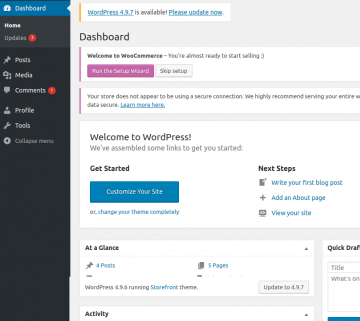 Dashboard
Home
Updates 3
Posts
Media
Comments 1
Profile
Tools
Collapse menu
WordPress 4.9.7 is available! Please update now.
Dashboard
Welcome to WooCommerce – You're almost ready to start selling :)
Run the Setup Wizard
Skip setup
Your store does not appear to be using a secure connection. We highly recommend serving your entire w
data secure. Learn more here.
Welcome to WordPress!
We've assembled some links to get you started:
Get Started
Customize Your Site
or, change your theme completely
Next Steps
Write your first blog post
Add an About page
View your site
At a Glance
4 Posts
5 Pages
WordPress 4.9.6 running Storefront theme.
Update to 4.9.7
Activity
Quick Draf
Title
What's on